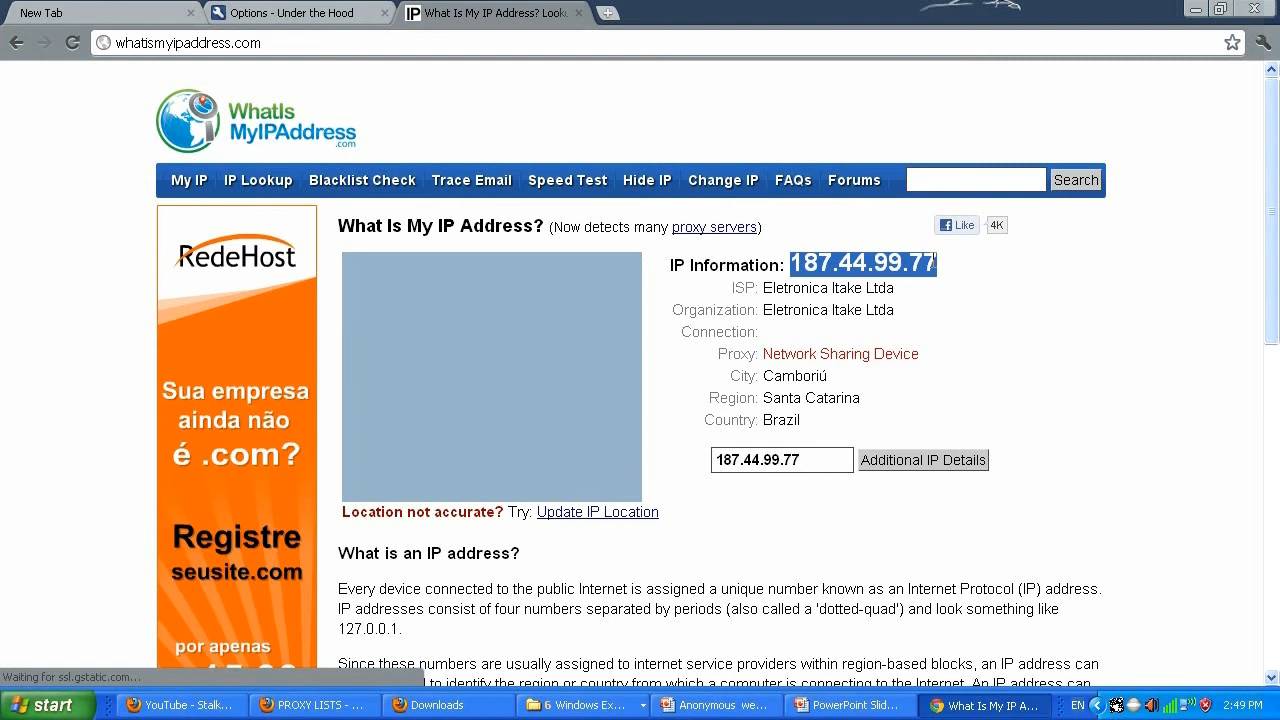 New Tab
Options - Under the Hood
What Is My IP Address? Look
whatismyipaddress.com
WhatIs
MyIPAddress
.com
My IP
IP Lookup
Blacklist Check
Trace Email
Speed Test
Hide IP
Change IP
FAQs
Forums
Search
RedeHost
Sua empresa
ainda não
é .com?
Registre
seusite.com
por apenas
What Is My IP Address? (Now detects many proxy servers)
Like
4K
IP Information: 187.44.99.77
ISP: Eletronica Itake Ltda
Organization: Eletronica Itake Ltda
Connection:
Proxy: Network Sharing Device
City: Camboriú
Region: Santa Catarina
Country: Brazil
187.44.99.77
Additional IP Details
Location not accurate? Try: Update IP Location
What is an IP address?
Every device connected to the public Internet is assigned a unique number known as an Internet Protocol (IP) address.
IP addresses consist of four numbers separated by periods (also called a 'dotted-quad') and look something like
127.0.0.1.
Since these numbers are usually assigned to internet service providers within region-based blocks, an IP address can
to identify the region or country from which a computer is connecting to the Internet. An IP address can
Waiting for ssl.gstatic.com...
start
YouTube - Stalk...
PROXY LISTS - ...
Downloads
6 Windows Ex...
Anonymous we...
PowerPoint Slid...
What Is My IP A...
EN
2:49 PM